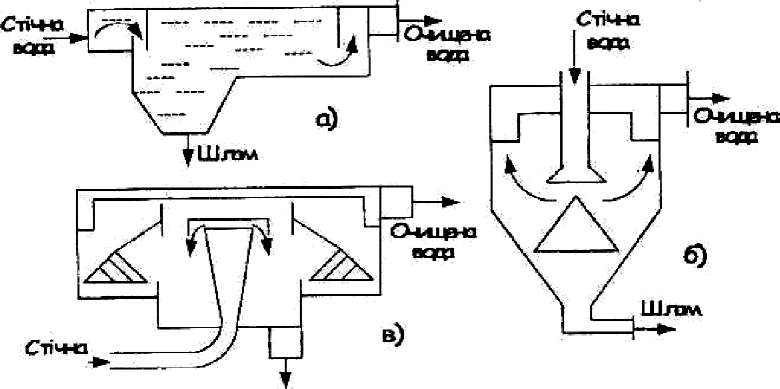 Стічна
вода
Очищена
вода
а)
Шлам
Стічна
вода
Очищена
вода
б)
Шлам
Очищена
вода
в)
Стічна